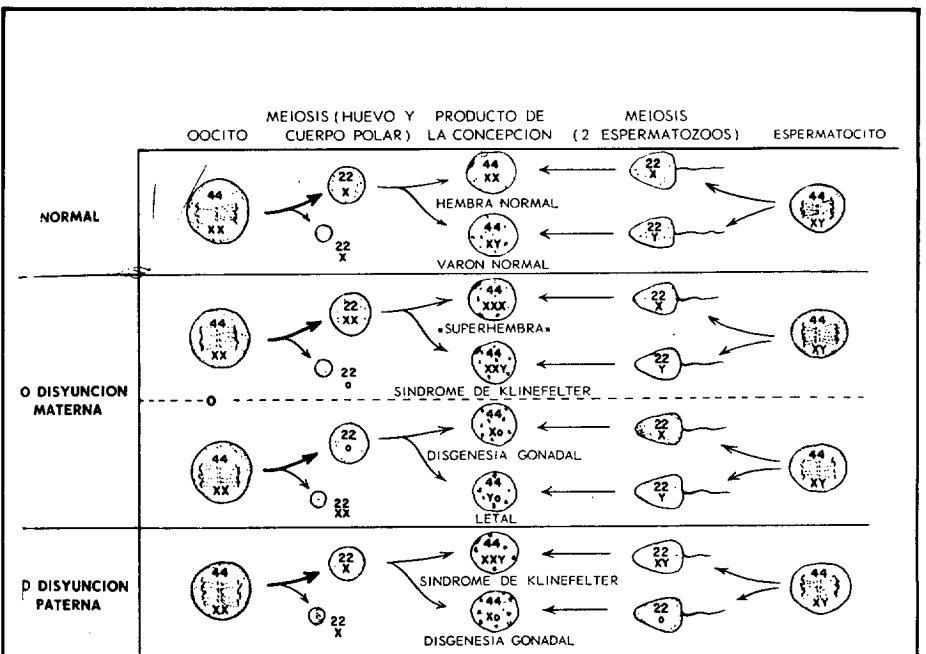 OOCITO
MEIOSIS (HUEVO Y
CUERPO POLAR)
PRODUCTO DE
LA CONCEPCION
MEIOSIS
(2 ESPERMATOZOOS)
ESPERMATOCITO
NORMAL
44
XX
22
X
22
X
44
XX
HEMBRA NORMAL
44
XY
VARON NORMAL
22
X
22
Y
44
XY
O DISYUNCION
MATERNA
44
XX
22
XX
22
o
44
XXX
«SUPERHEMBRA»
44
XXY
SINDROME DE KLINEFELTER
22
X
22
Y
44
XY
O
44
XX
22
o
22
XX
44
Xo
DISGENESIA GONADAL
44
Yo
LETAL
22
X
22
Y
44
XY
DISYUNCION
PATERNA
44
XX
22
X
22
X
44
XXY
SINDROME DE KLINEFELTER
44
Xo
DISGENESIA GONADAL
22
XY
22
o
44
XY